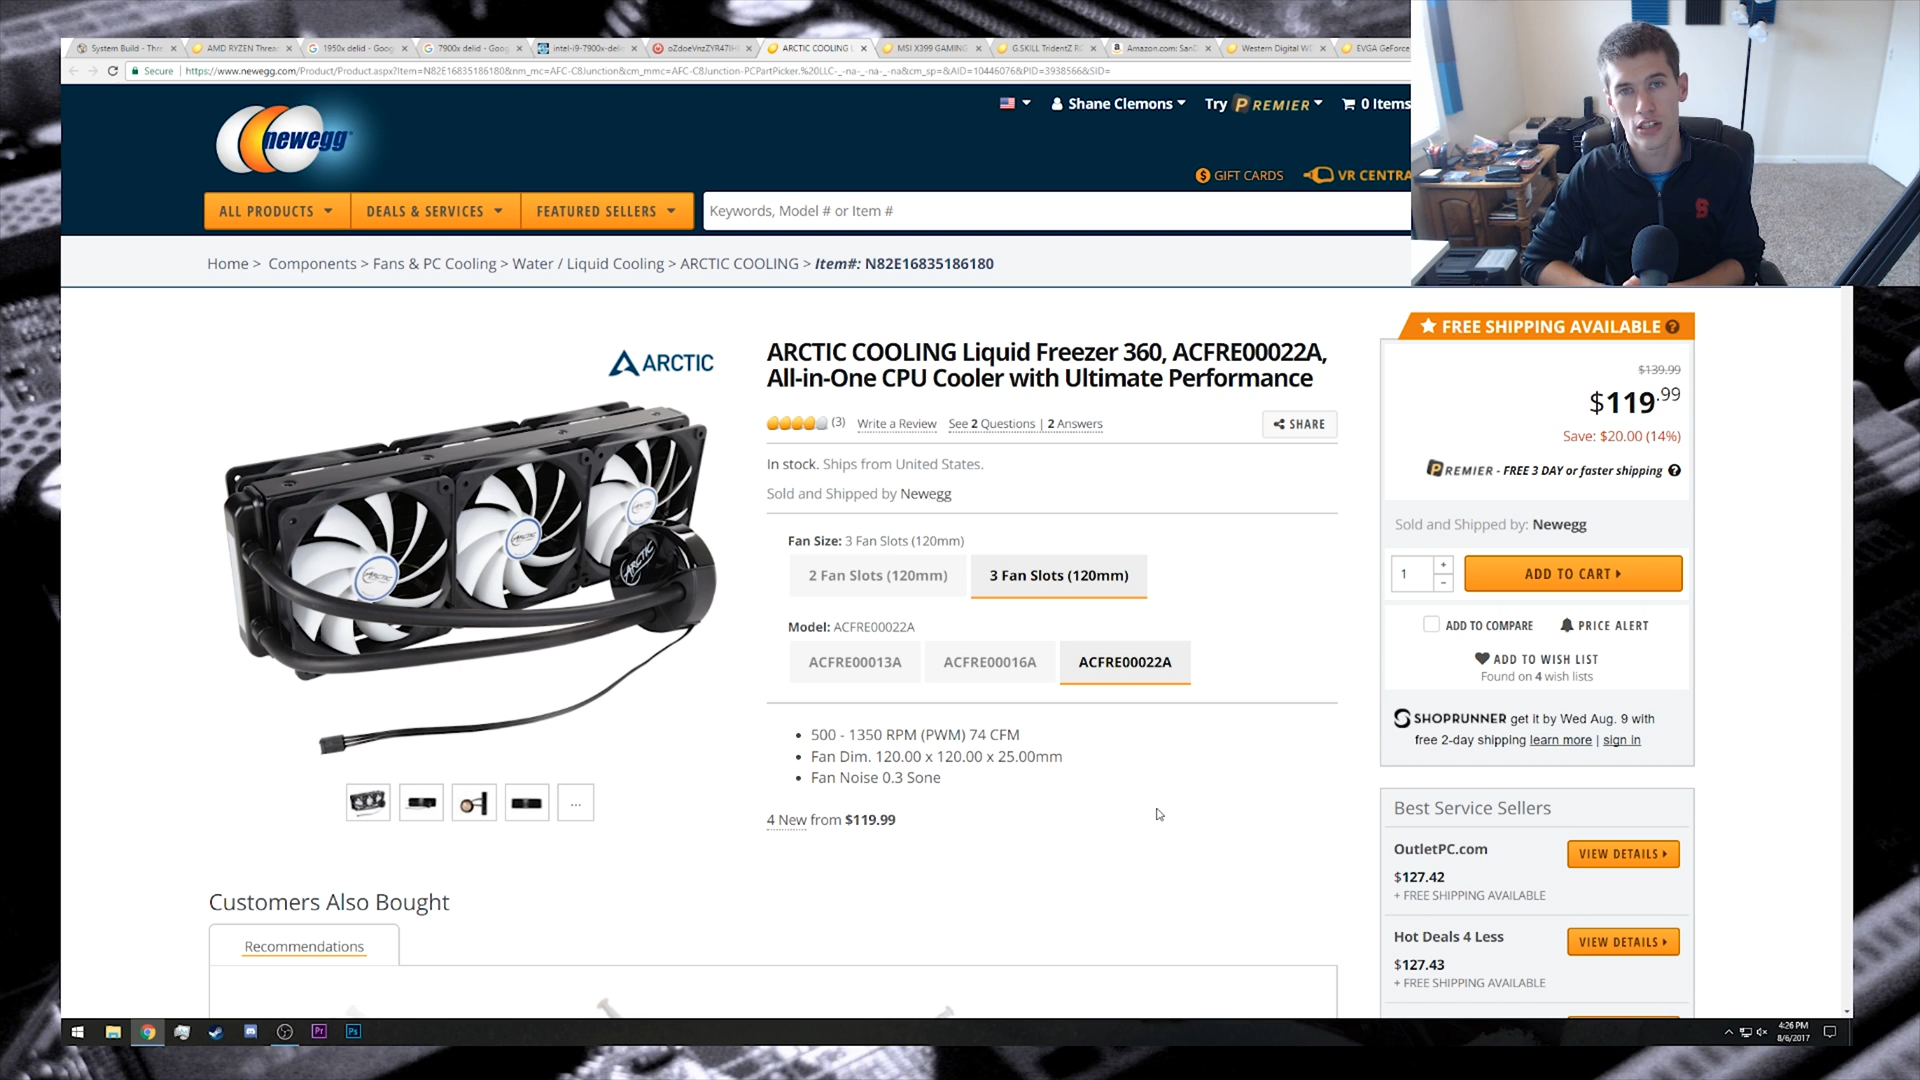 System Build - Thre
AMD RYZEN Threa
1950x delid - Goog
7900x delid - Goog
intel-i9-7900x-deli
oZdoeVnzZYR47IH
ARCTIC COOLING L
MSI X399 GAMING
G.SKILL TridentZ R
Amazon.com: SanD
Western Digital WD
EVGA GeForce
Secure
https://www.newegg.com/Product/Product.aspx?Item=N82E16835186180&nm_mc=AFC-C8Junction&cm_mmc=AFC-C8Junction-PCPartPicker,%20LLC-_-na-_-na-_-na&cm_sp=&AID=10446076&PID=3938566&SID=
newegg
Shane Clemons
Try PREMIER
0 Items
GIFT CARDS
VR CENTRA
ALL PRODUCTS
DEALS & SERVICES
FEATURED SELLERS
Keywords, Model # or Item #
Home > Components > Fans & PC Cooling > Water / Liquid Cooling > ARCTIC COOLING > Item#: N82E16835186180
ARCTIC
ARCTIC COOLING Liquid Freezer 360, ACFRE00022A,
All-in-One CPU Cooler with Ultimate Performance
(3) Write a Review See 2 Questions | 2 Answers
SHARE
In stock. Ships from United States.
Sold and Shipped by Newegg
Fan Size: 3 Fan Slots (120mm)
2 Fan Slots (120mm)
3 Fan Slots (120mm)
Model: ACFRE00022A
ACFRE00013A
ACFRE00016A
ACFRE00022A
• 500 - 1350 RPM (PWM) 74 CFM
• Fan Dim. 120.00 x 120.00 x 25.00mm
• Fan Noise 0.3 Sone
4 New from $119.99
...
Customers Also Bought
Recommendations
FREE SHIPPING AVAILABLE ?
$139.99
$119.99
Save: $20.00 (14%)
PREMIER - FREE 3 DAY or faster shipping ?
Sold and Shipped by: Newegg
1
+
-
ADD TO CART
ADD TO COMPARE
PRICE ALERT
ADD TO WISH LIST
Found on 4 wish lists
SHOPRUNNER get it by Wed Aug. 9 with
free 2-day shipping learn more | sign in
Best Service Sellers
OutletPC.com
VIEW DETAILS
$127.42
+ FREE SHIPPING AVAILABLE
Hot Deals 4 Less
VIEW DETAILS
$127.43
+ FREE SHIPPING AVAILABLE
ARCTIC
ARCTIC
ARCTIC
S
Pr
Ps
4:26 PM
8/6/2017